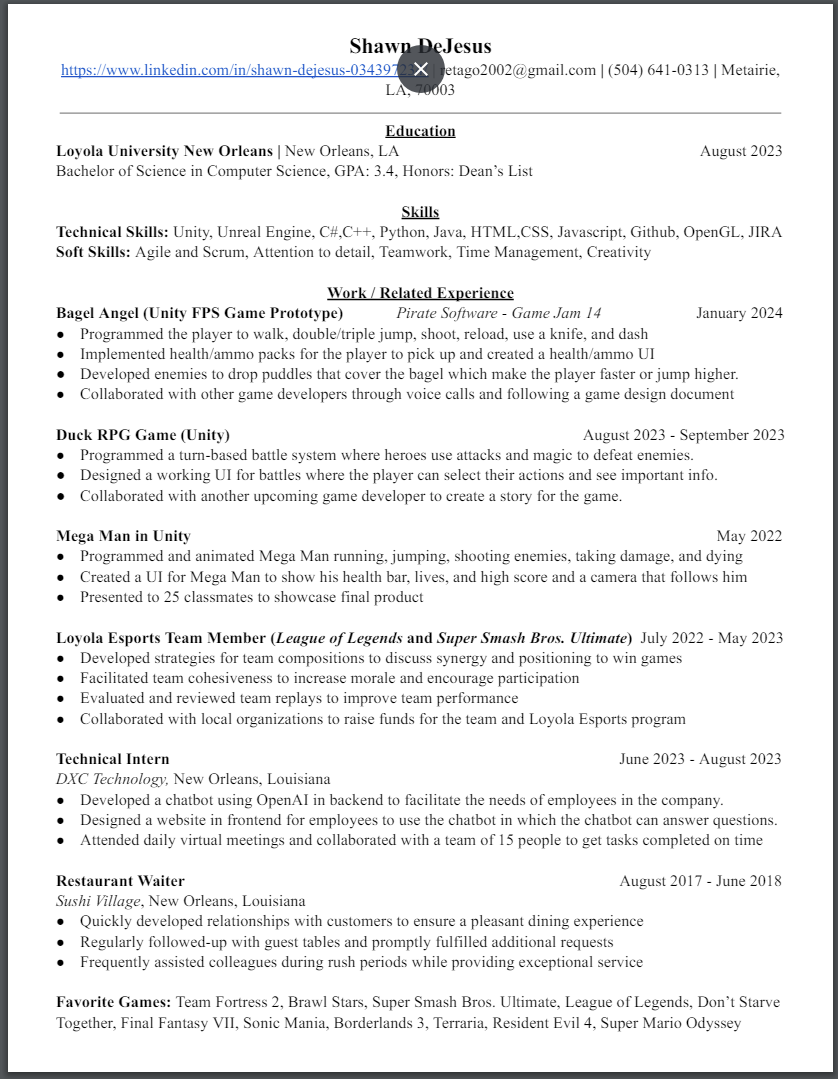 Shawn DeJesus
https://www.linkedin.com/in/shawn-dejesus-034397 | retago2002@gmail.com | (504) 641-0313 | Metairie,
LA, 70003
Education
Loyola University New Orleans | New Orleans, LA August 2023
Bachelor of Science in Computer Science, GPA: 3.4, Honors: Dean’s List
Skills
Technical Skills: Unity, Unreal Engine, C#,C++, Python, Java, HTML,CSS, Javascript, Github, OpenGL, JIRA
Soft Skills: Agile and Scrum, Attention to detail, Teamwork, Time Management, Creativity
Work / Related Experience
Bagel Angel (Unity FPS Game Prototype) Pirate Software - Game Jam 14 January 2024
● Programmed the player to walk, double/triple jump, shoot, reload, use a knife, and dash
● Implemented health/ammo packs for the player to pick up and created a health/ammo UI
● Developed enemies to drop puddles that cover the bagel which make the player faster or jump higher.
● Collaborated with other game developers through voice calls and following a game design document
Duck RPG Game (Unity) August 2023 - September 2023
● Programmed a turn-based battle system where heroes use attacks and magic to defeat enemies.
● Designed a working UI for battles where the player can select their actions and see important info.
● Collaborated with another upcoming game developer to create a story for the game.
Mega Man in Unity May 2022
● Programmed and animated Mega Man running, jumping, shooting enemies, taking damage, and dying
● Created a UI for Mega Man to show his health bar, lives, and high score and a camera that follows him
● Presented to 25 classmates to showcase final product
Loyola Esports Team Member (League of Legends and Super Smash Bros. Ultimate) July 2022 - May 2023
● Developed strategies for team compositions to discuss synergy and positioning to win games
● Facilitated team cohesiveness to increase morale and encourage participation
● Evaluated and reviewed team replays to improve team performance
● Collaborated with local organizations to raise funds for the team and Loyola Esports program
Technical Intern June 2023 - August 2023
DXC Technology, New Orleans, Louisiana
● Developed a chatbot using OpenAI in backend to facilitate the needs of employees in the company.
● Designed a website in frontend for employees to use the chatbot in which the chatbot can answer questions.
● Attended daily virtual meetings and collaborated with a team of 15 people to get tasks completed on time
Restaurant Waiter August 2017 - June 2018
Sushi Village, New Orleans, Louisiana
● Quickly developed relationships with customers to ensure a pleasant dining experience
● Regularly followed-up with guest tables and promptly fulfilled additional requests
● Frequently assisted colleagues during rush periods while providing exceptional service
Favorite Games: Team Fortress 2, Brawl Stars, Super Smash Bros. Ultimate, League of Legends, Don’t Starve
Together, Final Fantasy VII, Sonic Mania, Borderlands 3, Terraria, Resident Evil 4, Super Mario Odyssey